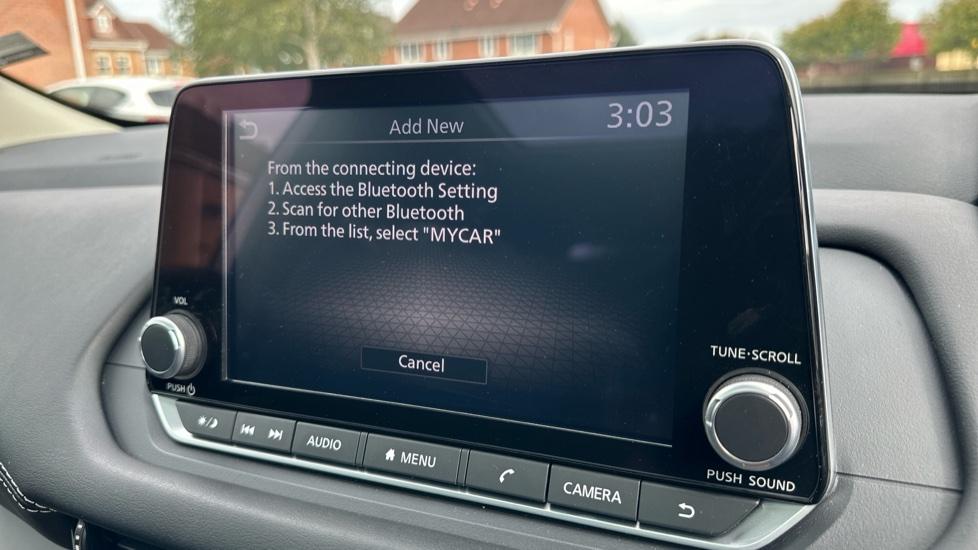 Add New
3:03
From the connecting device:
1. Access the Bluetooth Setting
2. Scan for other Bluetooth
3. From the list, select "MYCAR"
Cancel
VOL
PUSH
TUNE·SCROLL
PUSH SOUND
AUDIO
MENU
CAMERA